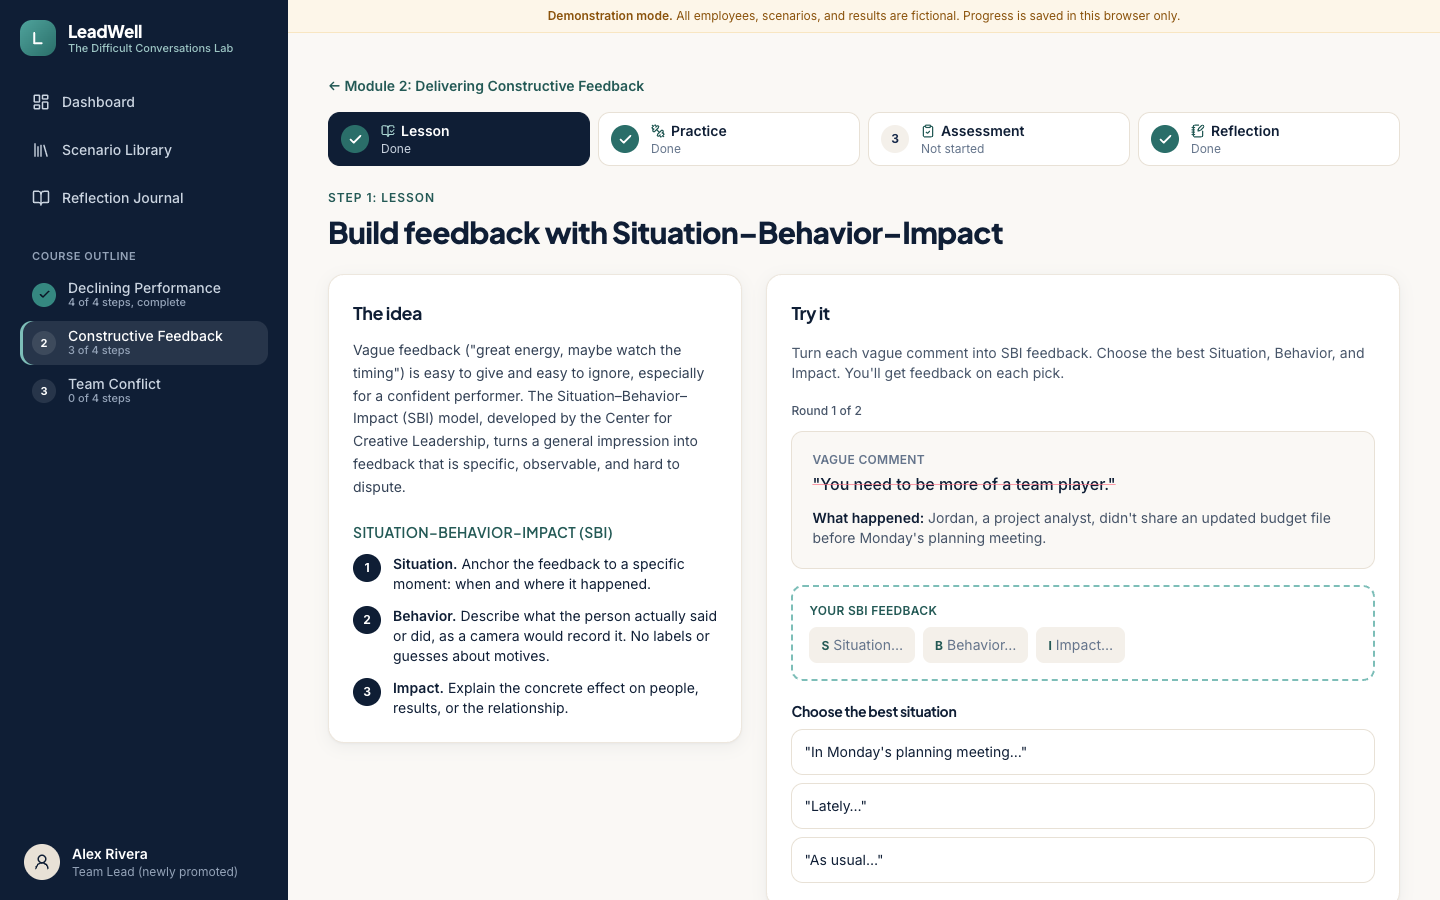 L
LeadWell
The Difficult Conversations Lab
Dashboard
Scenario Library
Reflection Journal
COURSE OUTLINE
Declining Performance
4 of 4 steps, complete
2
Constructive Feedback
3 of 4 steps
3
Team Conflict
0 of 4 steps
Alex Rivera
Team Lead (newly promoted)
Demonstration mode. All employees, scenarios, and results are fictional. Progress is saved in this browser only.
← Module 2: Delivering Constructive Feedback
Lesson
Done
Practice
Done
3
Assessment
Not started
Reflection
Done
STEP 1: LESSON
Build feedback with Situation–Behavior–Impact
The idea
Vague feedback ("great energy, maybe watch the
timing") is easy to give and easy to ignore, especially
for a confident performer. The Situation–Behavior–
Impact (SBI) model, developed by the Center for
Creative Leadership, turns a general impression into
feedback that is specific, observable, and hard to
dispute.
SITUATION–BEHAVIOR–IMPACT (SBI)
1
Situation. Anchor the feedback to a specific
moment: when and where it happened.
2
Behavior. Describe what the person actually said
or did, as a camera would record it. No labels or
guesses about motives.
3
Impact. Explain the concrete effect on people,
results, or the relationship.
Try it
Turn each vague comment into SBI feedback. Choose the best Situation, Behavior, and
Impact. You'll get feedback on each pick.
Round 1 of 2
VAGUE COMMENT
"You need to be more of a team player."
What happened: Jordan, a project analyst, didn't share an updated budget file
before Monday's planning meeting.
YOUR SBI FEEDBACK
S Situation...
B Behavior...
I Impact...
Choose the best situation
"In Monday's planning meeting..."
"Lately..."
"As usual..."